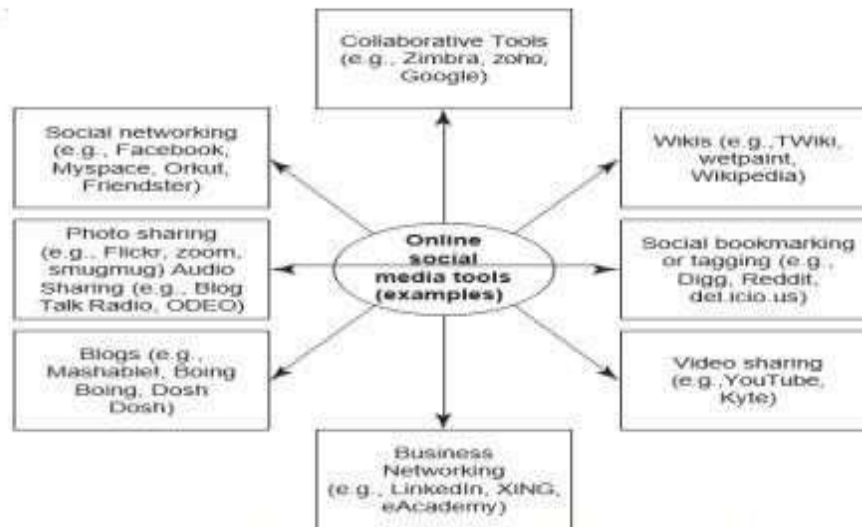 Collaborative Tools
(e.g., Zimbra, zoho,
Google)
Social networking
(e.g., Facebook,
Myspace, Orkut,
Friendster)
Wikis (e.g.,TWiki,
wetpaint,
Wikipedia)
Photo sharing
(e.g., Flickr, zoom,
smugmug) Audio
Sharing (e.g., Blog
Talk Radio, ODEO)
Online
social
media tools
(examples)
Social bookmarking
or tagging (e.g.,
Digg, Reddit,
del.icio.us)
Blogs (e.g.,
Mashable!, Boing
Boing, Dosh
Dosh)
Video sharing
(e.g.,YouTube,
Kyte)
Business
Networking
(e.g., LinkedIn, XING,
eAcademy)